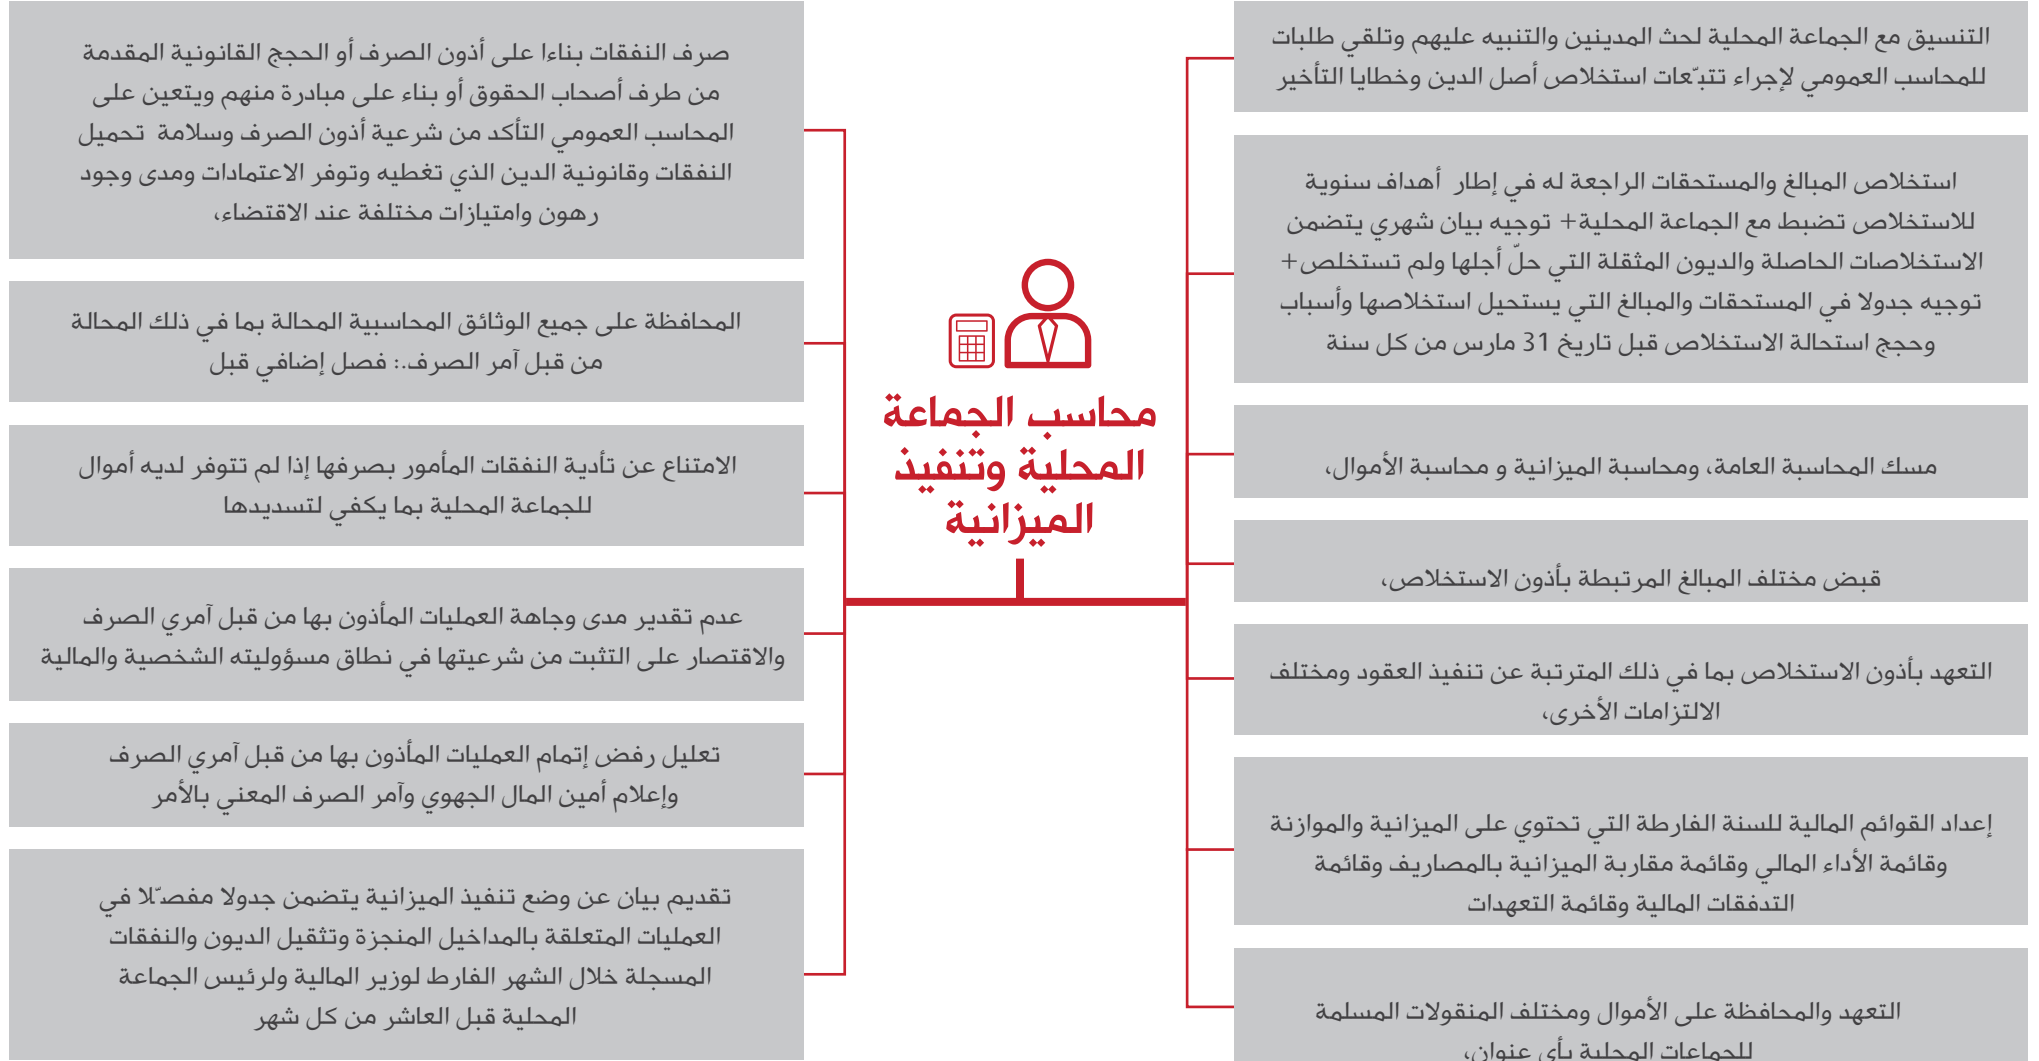 محاسب الجماعة
المحلية وتنفيذ
الميزانية
التنسيق مع الجماعة المحلية لحث المدينين والتنبيه عليهم وتلقي طلبات
للمحاسب العمومي لإجراء تتبّعات استخلاص أصل الدين وخطايا التأخير
استخلاص المبالغ والمستحقات الراجعة له في إطار أهداف سنوية
للاستخلاص تضبط مع الجماعة المحلية+ توجيه بيان شهري يتضمن
الاستخلاصات الحاصلة والديون المثقلة التي حلّ أجلها ولم تستخلص+
توجيه جدولا في المستحقات والمبالغ التي يستحيل استخلاصها وأسباب
وحجج استحالة الاستخلاص قبل تاريخ 31 مارس من كل سنة
مسك المحاسبة العامة، ومحاسبة الميزانية و محاسبة الأموال،
قبض مختلف المبالغ المرتبطة بأذون الاستخلاص،
التعهد بأذون الاستخلاص بما في ذلك المترتبة عن تنفيذ العقود ومختلف
الالتزامات الأخرى،
إعداد القوائم المالية للسنة الفارطة التي تحتوي على الميزانية والموازنة
وقائمة الأداء المالي وقائمة مقاربة الميزانية بالمصاريف وقائمة
التدفقات المالية وقائمة التعهدات
التعهد والمحافظة على الأموال ومختلف المنقولات المسلمة
للجماعات المحلية بأي عنوان،
صرف النفقات بناءا على أذون الصرف أو الحجج القانونية المقدمة
من طرف أصحاب الحقوق أو بناء على مبادرة منهم ويتعين على
المحاسب العمومي التأكد من شرعية أذون الصرف وسلامة تحميل
النفقات وقانونية الدين الذي تغطيه وتوفر الاعتمادات ومدى وجود
رهون وامتيازات مختلفة عند الاقتضاء،
المحافظة على جميع الوثائق المحاسبية المحالة بما في ذلك المحالة
من قبل آمر الصرف.: فصل إضافي قبل
الامتناع عن تأدية النفقات المأمور بصرفها إذا لم تتوفر لديه أموال
للجماعة المحلية بما يكفي لتسديدها
عدم تقدير مدى وجاهة العمليات المأذون بها من قبل آمري الصرف
والاقتصار على التثبت من شرعيتها في نطاق مسؤوليته الشخصية والمالية
تعليل رفض إتمام العمليات المأذون بها من قبل آمري الصرف
وإعلام أمين المال الجهوي وآمر الصرف المعني بالأمر
تقديم بيان عن وضع تنفيذ الميزانية يتضمن جدولا مفصّلا في
العمليات المتعلقة بالمداخيل المنجزة وتثقيل الديون والنفقات
المسجلة خلال الشهر الفارط لوزير المالية ولرئيس الجماعة
المحلية قبل العاشر من كل شهر